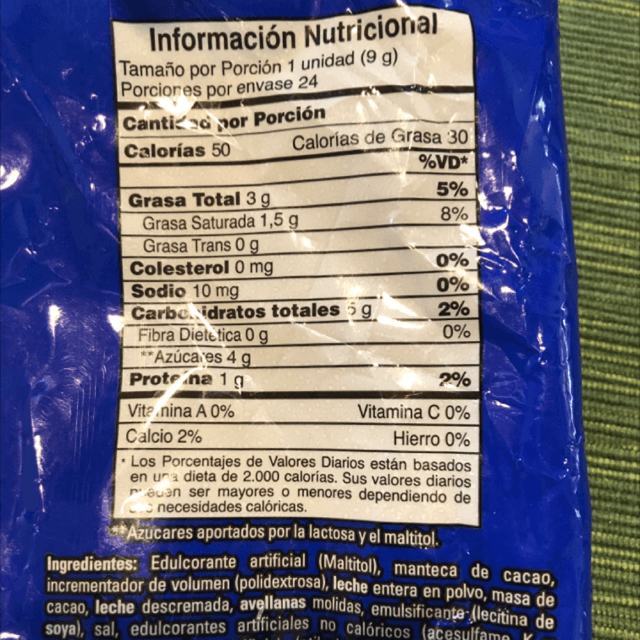 Información Nutricional
Tamaño por Porción 1 unidad (9 g)
Porciones por envase 24
Cantidad por Porción
Calorías 50 Calorías de Grasa 30
%VD*
Grasa Total 3 g 5%
Grasa Saturada 1,5 g 8%
Grasa Trans 0 g
Colesterol 0 mg 0%
Sodio 10 mg 0%
Carbohidratos totales 5 g 2%
Fibra Dietética 0 g 0%
**Azúcares 4 g
Proteína 1 g 2%
Vitamina A 0% Vitamina C 0%
Calcio 2% Hierro 0%
* Los Porcentajes de Valores Diarios están basados
en una dieta de 2.000 calorías. Sus valores diarios
pueden ser mayores o menores dependiendo de
necesidades calóricas.
**Azúcares aportados por la lactosa y el maltitol.
Ingredientes: Edulcorante artificial (Maltitol), manteca de cacao,
incrementador de volumen (polidextrosa), leche entera en polvo, masa de
cacao, leche descremada, avellanas molidas, emulsificante (lecitina de
soya), sal, edulcorantes artificiales no calóricos (acesulfame K